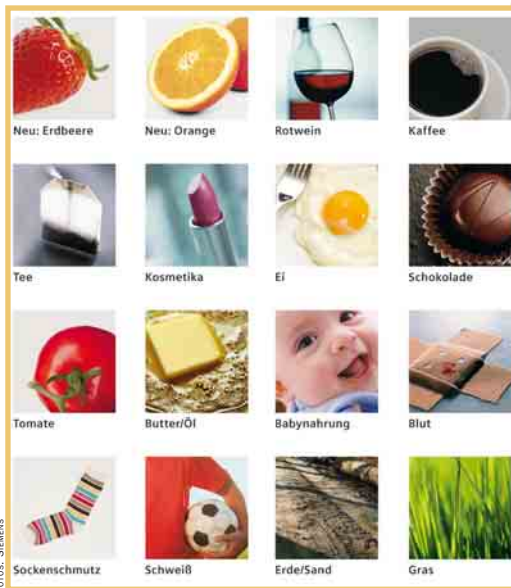 Neu: Erdbeere
Neu: Orange
Rotwein
Kaffee
Tee
Kosmetika
Ei
Schokolade
Tomate
Butter/Öl
Babynahrung
Blut
Sockenschmutz
Schweiß
Erde/Sand
Gras
SIEMENS